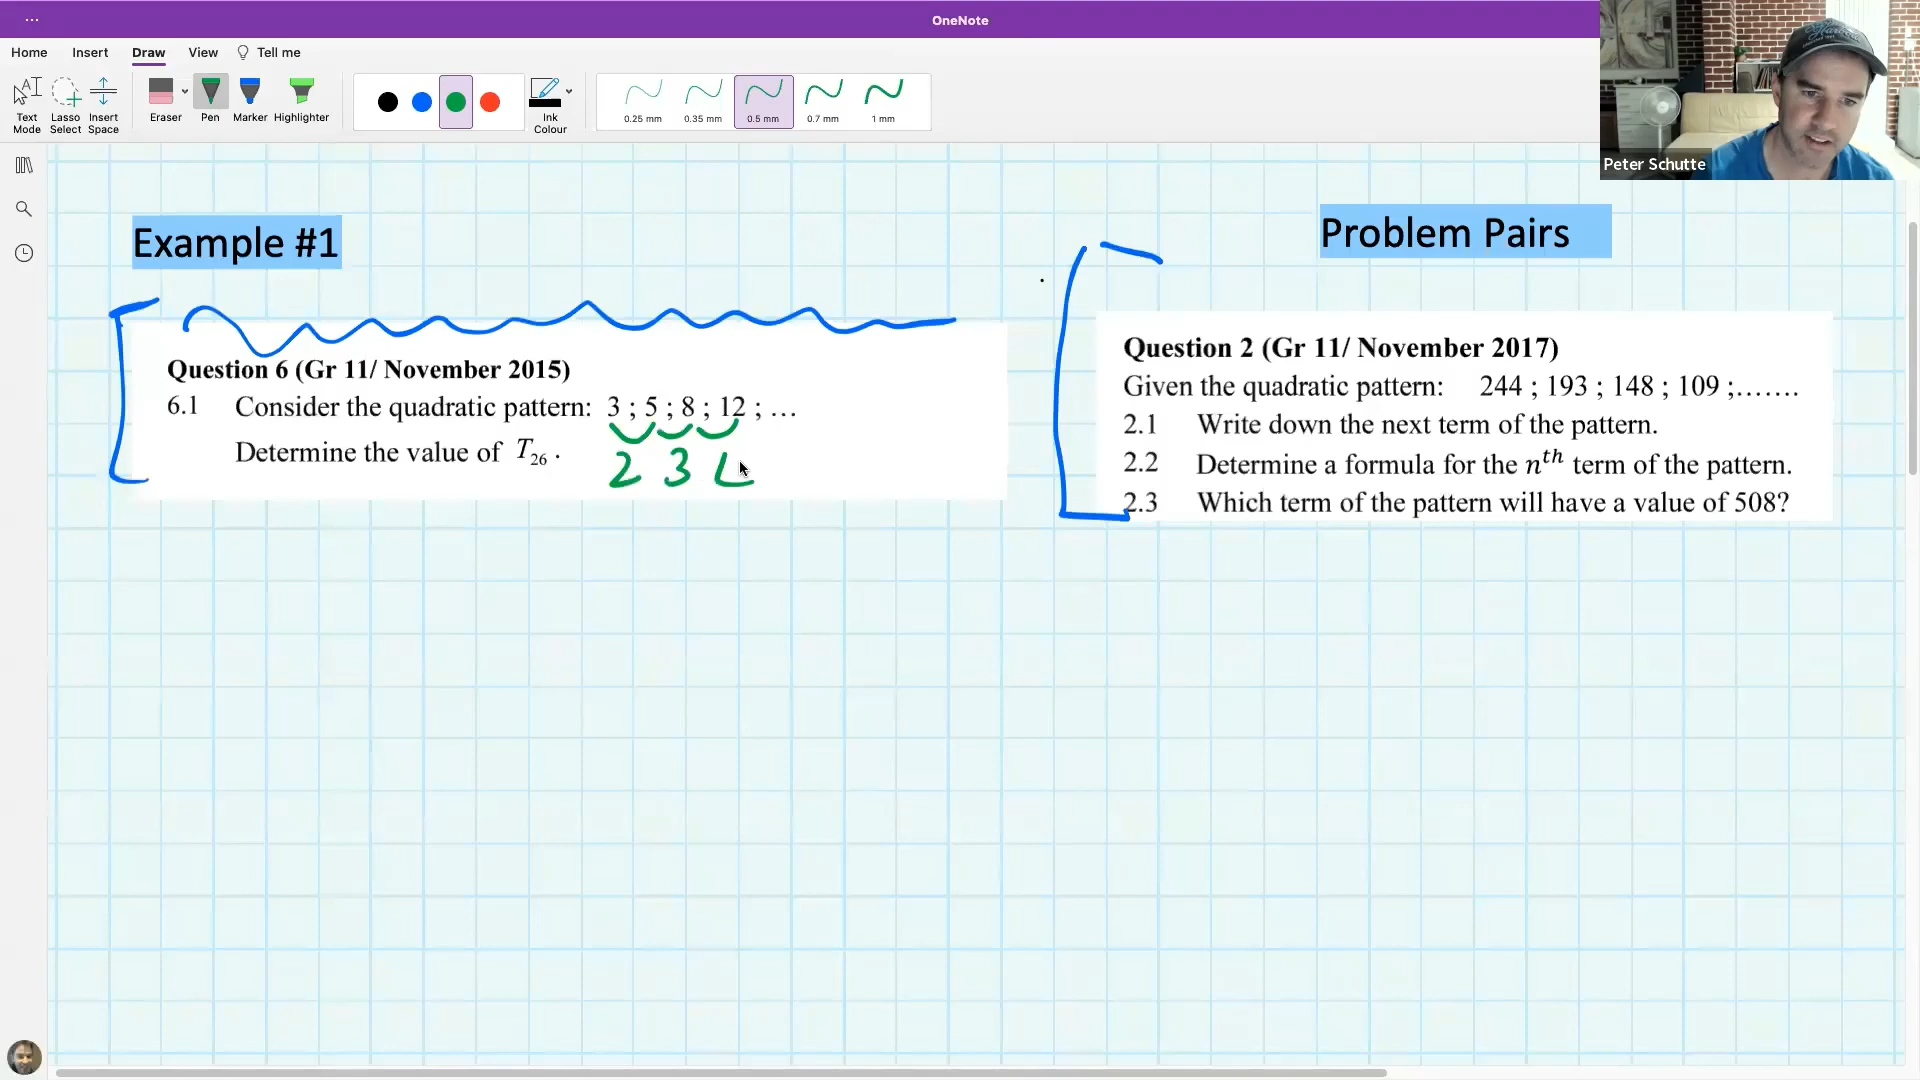 OneNote
Home Insert Draw View Tell me
Text Mode Lasso Select Insert Space Eraser Pen Marker Highlighter Ink Colour 0.25 mm 0.35 mm 0.5 mm 0.7 mm 1 mm
Peter Schutte
Example #1
Question 6 (Gr 11/ November 2015)
6.1 Consider the quadratic pattern: 3 ; 5 ; 8 ; 12 ; …
Determine the value of T₂₆ .
2 3
Problem Pairs
Question 2 (Gr 11/ November 2017)
Given the quadratic pattern: 244 ; 193 ; 148 ; 109 ;…….
2.1 Write down the next term of the pattern.
2.2 Determine a formula for the nᵗʰ term of the pattern.
2.3 Which term of the pattern will have a value of 508?